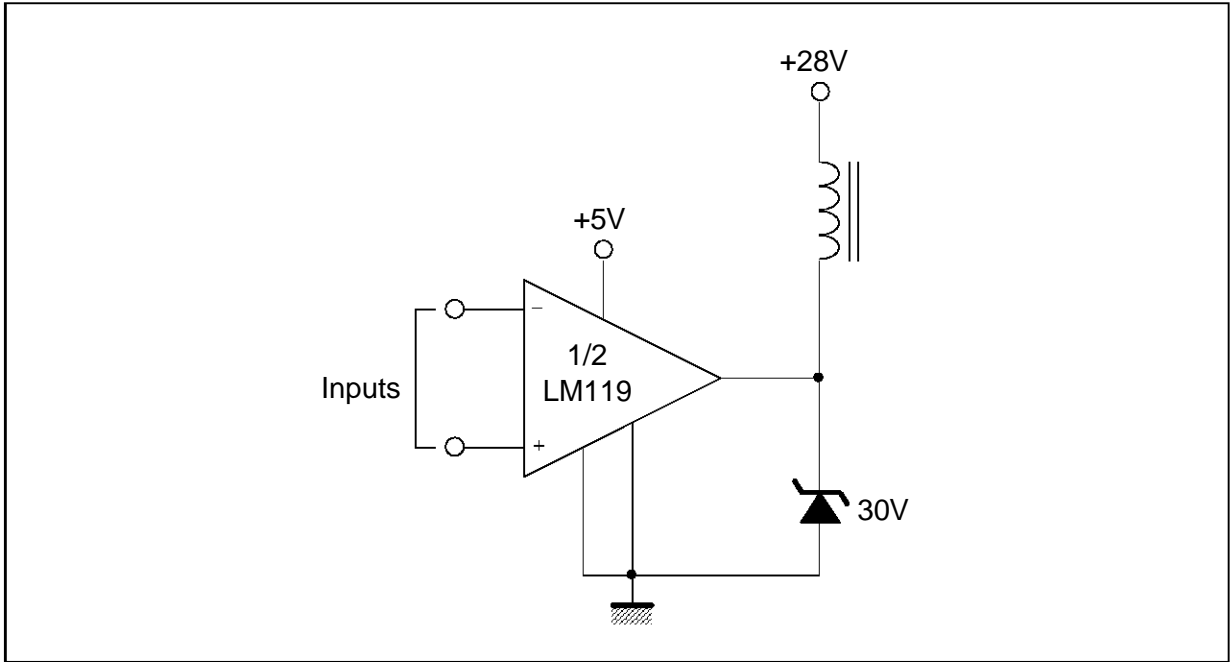 +28V
+5V
−
1/2
LM119
Inputs
+
30V